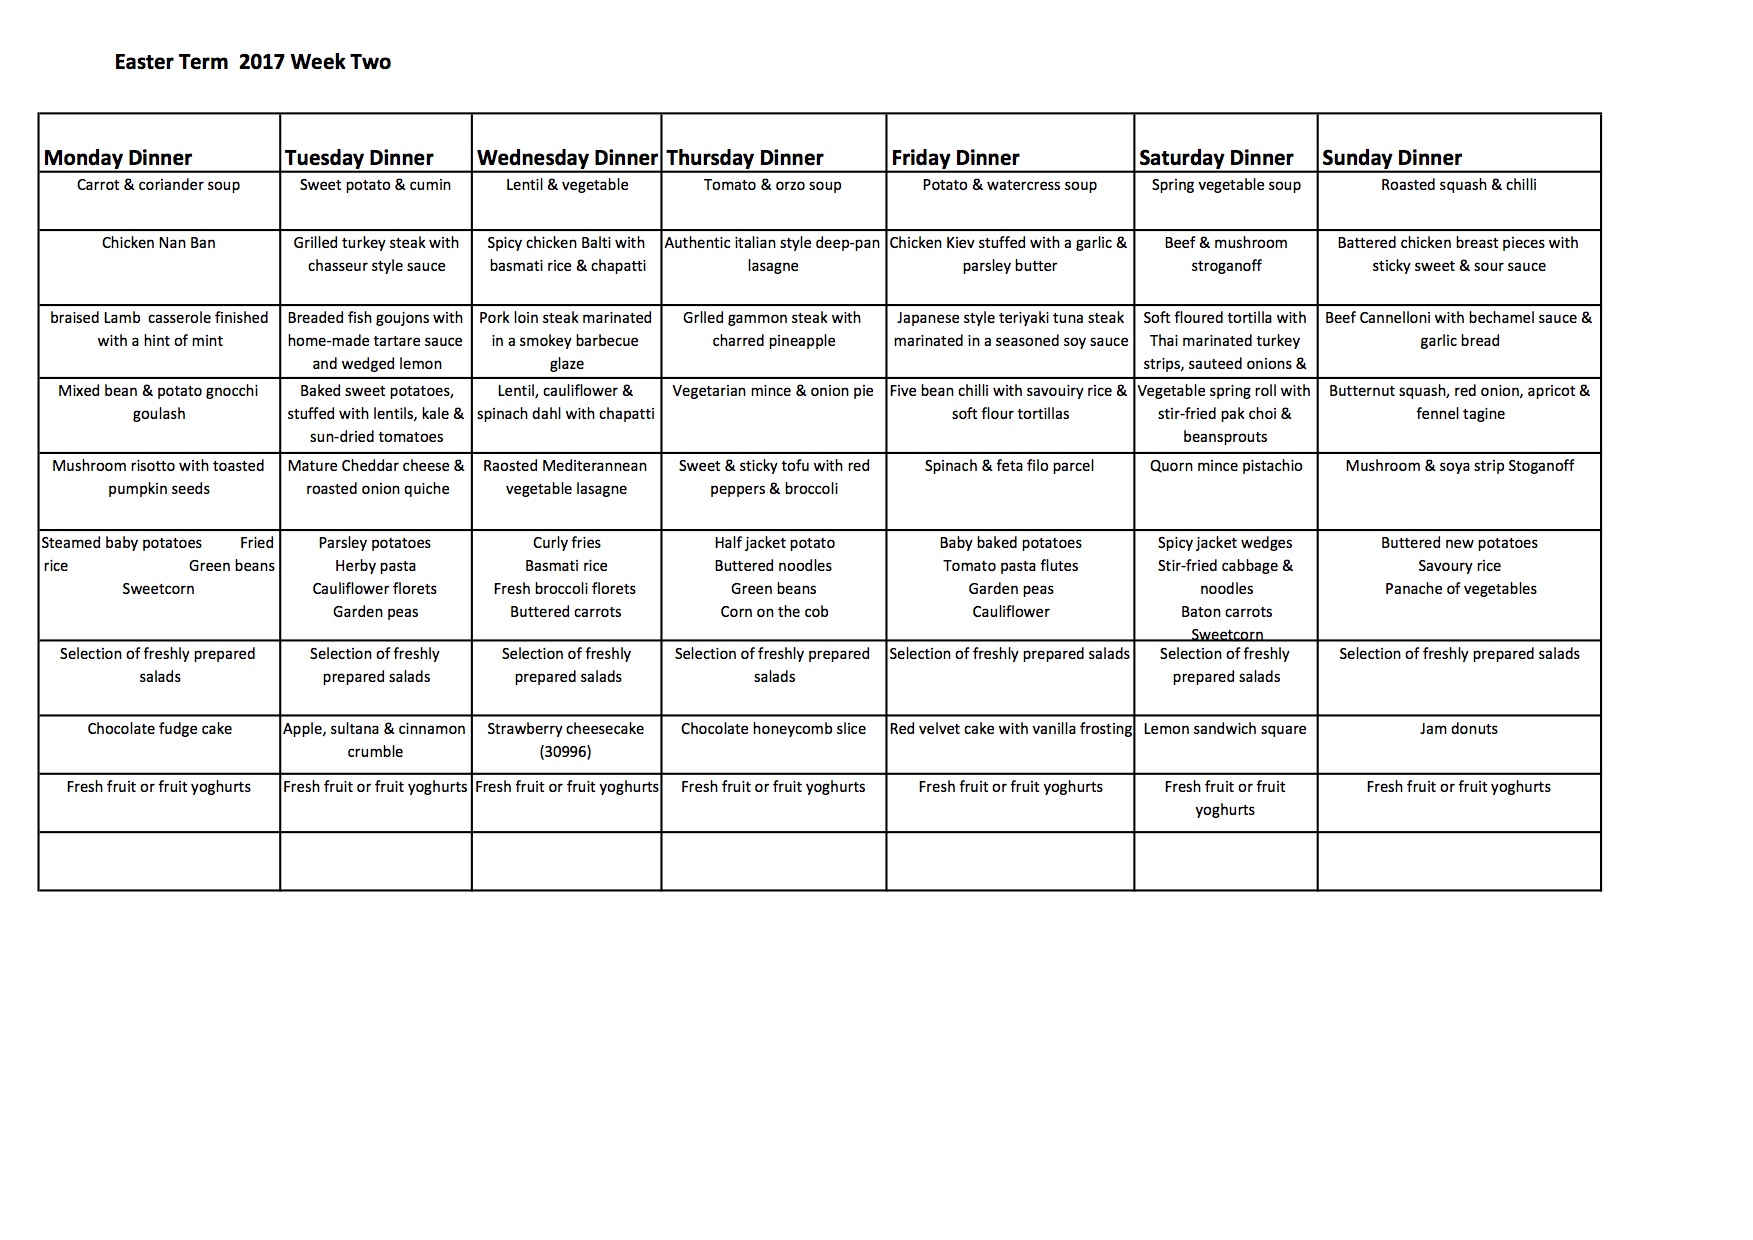 Easter Term  2017 Week Two
Monday Dinner
Tuesday Dinner
Wednesday Dinner
Thursday Dinner
Friday Dinner
Saturday Dinner
Sunday Dinner
Carrot & coriander soup
Sweet potato & cumin
Lentil & vegetable
Tomato & orzo soup
Potato & watercress soup
Spring vegetable soup
Roasted squash & chilli
Chicken Nan Ban
Grilled turkey steak with
chasseur style sauce
Spicy chicken Balti with
basmati rice & chapatti
Authentic italian style deep-pan
lasagne
Chicken Kiev stuffed with a garlic &
parsley butter
Beef & mushroom
stroganoff
Battered chicken breast pieces with
sticky sweet & sour sauce
braised Lamb  casserole finished
with a hint of mint
Breaded fish goujons with
home-made tartare sauce
and wedged lemon
Pork loin steak marinated
in a smokey barbecue
glaze
Grlled gammon steak with
charred pineapple
Japanese style teriyaki tuna steak
marinated in a seasoned soy sauce
Soft floured tortilla with
Thai marinated turkey
strips, sauteed onions &
Beef Cannelloni with bechamel sauce &
garlic bread
Mixed bean & potato gnocchi
goulash
Baked sweet potatoes,
stuffed with lentils, kale &
sun-dried tomatoes
Lentil, cauliflower &
spinach dahl with chapatti
Vegetarian mince & onion pie
Five bean chilli with savouiry rice &
soft flour tortillas
Vegetable spring roll with
stir-fried pak choi &
beansprouts
Butternut squash, red onion, apricot &
fennel tagine
Mushroom risotto with toasted
pumpkin seeds
Mature Cheddar cheese &
roasted onion quiche
Raosted Mediterannean
vegetable lasagne
Sweet & sticky tofu with red
peppers & broccoli
Spinach & feta filo parcel
Quorn mince pistachio
Mushroom & soya strip Stoganoff
Steamed baby potatoes Fried
rice Green beans
Sweetcorn
Parsley potatoes
Herby pasta
Cauliflower florets
Garden peas
Curly fries
Basmati rice
Fresh broccoli florets
Buttered carrots
Half jacket potato
Buttered noodles
Green beans
Corn on the cob
Baby baked potatoes
Tomato pasta flutes
Garden peas
Cauliflower
Spicy jacket wedges
Stir-fried cabbage &
noodles
Baton carrots
Sweetcorn
Buttered new potatoes
Savoury rice
Panache of vegetables
Selection of freshly prepared
salads
Selection of freshly
prepared salads
Selection of freshly
prepared salads
Selection of freshly prepared
salads
Selection of freshly prepared salads
Selection of freshly
prepared salads
Selection of freshly prepared salads
Chocolate fudge cake
Apple, sultana & cinnamon
crumble
Strawberry cheesecake
(30996)
Chocolate honeycomb slice
Red velvet cake with vanilla frosting
Lemon sandwich square
Jam donuts
Fresh fruit or fruit yoghurts
Fresh fruit or fruit yoghurts
Fresh fruit or fruit yoghurts
Fresh fruit or fruit yoghurts
Fresh fruit or fruit yoghurts
Fresh fruit or fruit
yoghurts
Fresh fruit or fruit yoghurts